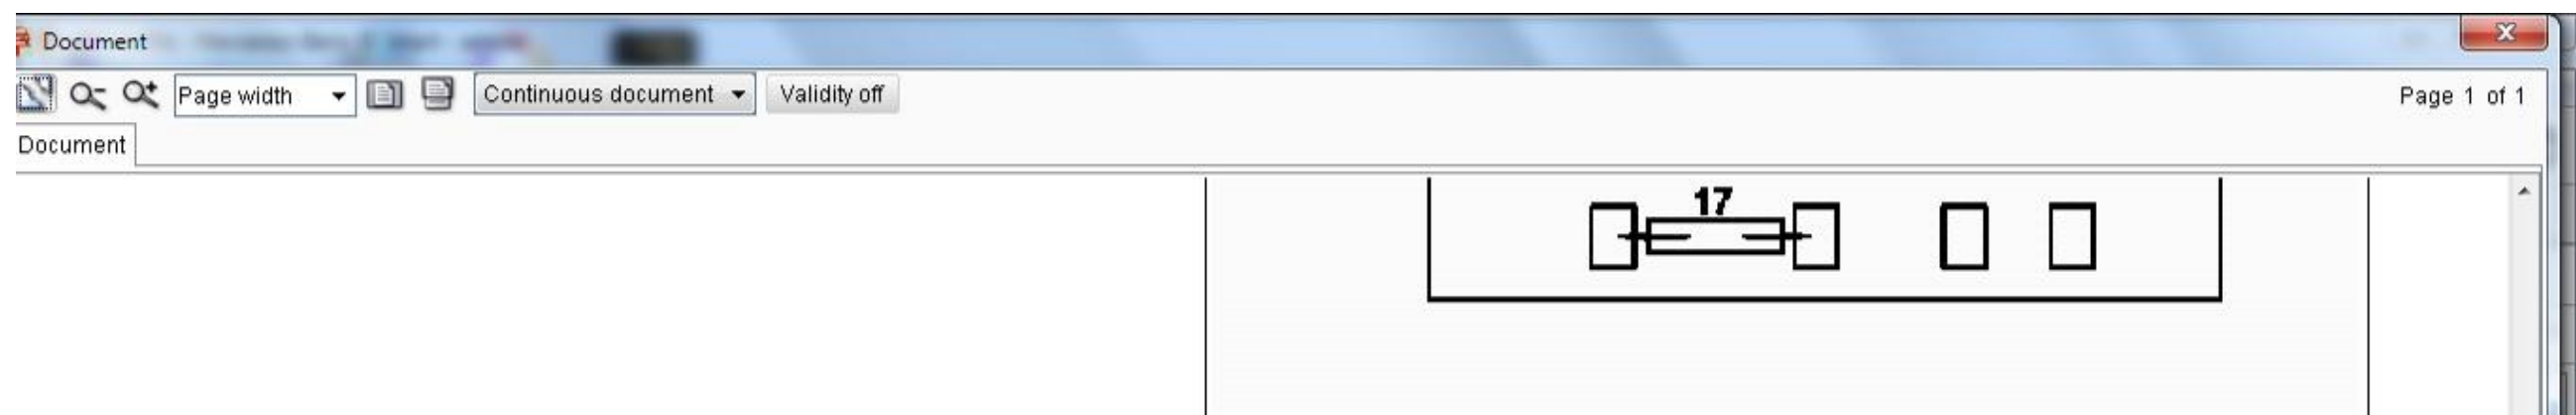 Document
Page width
Continuous document
Validity off
Page 1 of 1
Document
17